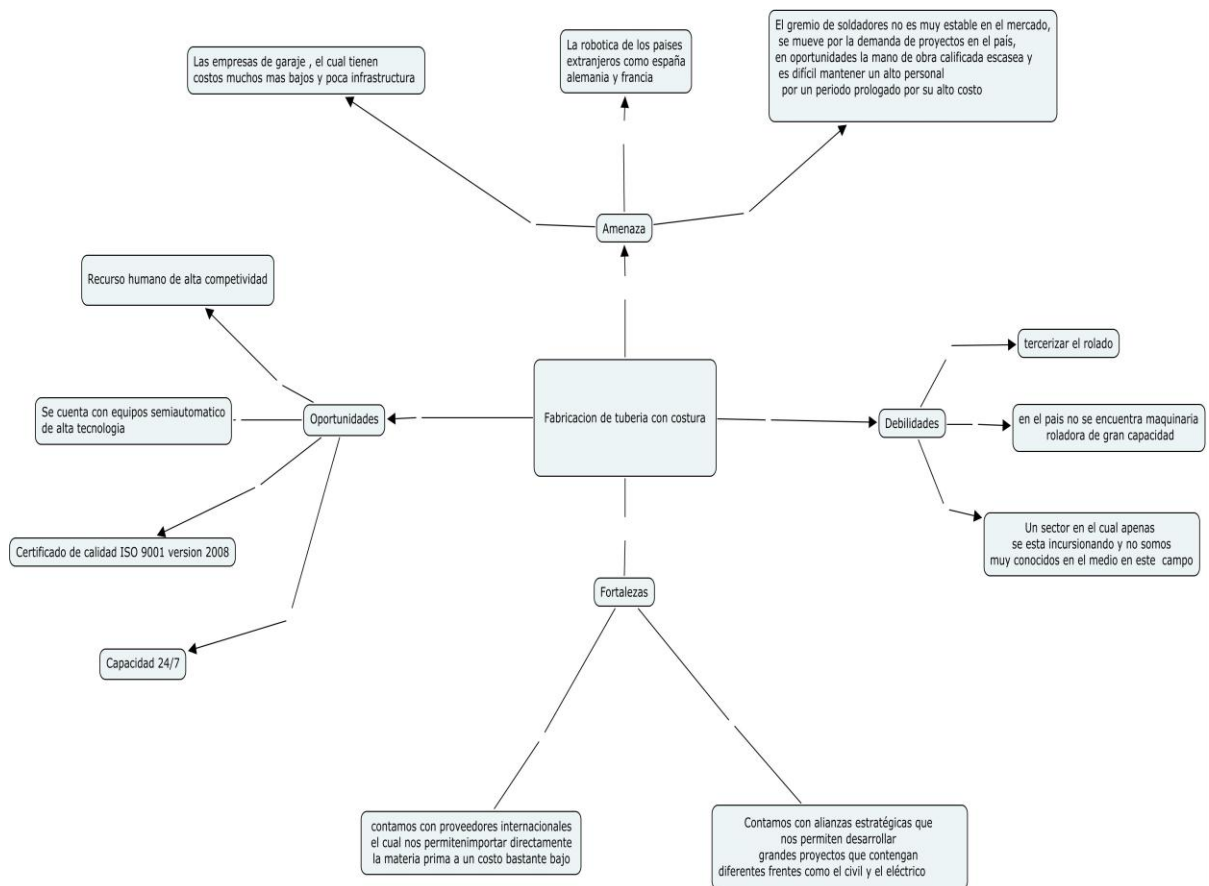 El gremio de soldadores no es muy estable en el mercado,
se mueve por la demanda de proyectos en el país,
en oportunidades la mano de obra calificada escasea y
es difícil mantener un alto personal
por un periodo prologado por su alto costo
La robotica de los paises
extranjeros como españa
alemania y francia
Las empresas de garaje , el cual tienen
costos muchos mas bajos y poca infrastructura
Amenaza
Recurso humano de alta competividad
tercerizar el rolado
Se cuenta con equipos semiautomatico
de alta tecnologia
Oportunidades
Fabricacion de tuberia con costura
Debilidades
en el pais no se encuentra maquinaria
roladora de gran capacidad
Certificado de calidad ISO 9001 version 2008
Un sector en el cual apenas
se esta incursionando y no somos
muy conocidos en el medio en este campo
Fortalezas
Capacidad 24/7
contamos con proveedores internacionales
el cual nos permitenimportar directamente
la materia prima a un costo bastante bajo
Contamos con alianzas estratégicas que
nos permiten desarrollar
grandes proyectos que contengan
diferentes frentes como el civil y el eléctrico